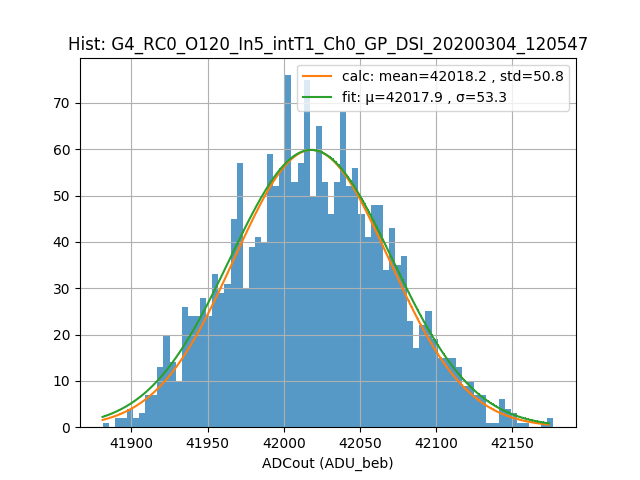 Hist: G4_RC0_O120_In5_intT1_Ch0_GP_DSI_20200304_120547
calc: mean=42018.2 , std=50.8
fit: μ=42017.9 , σ=53.3
70
60
50
40
30
20
10
0
41900 41950 42000 42050 42100 42150
ADCout (ADU_beb)